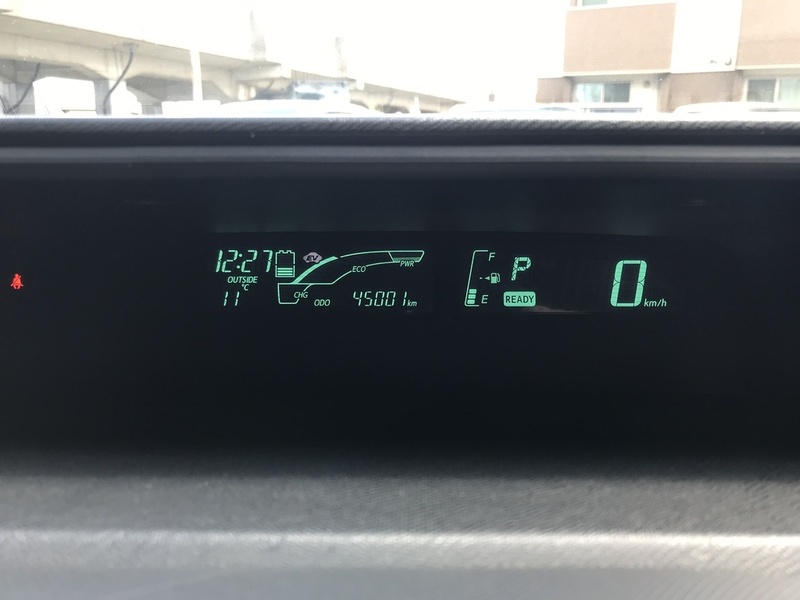 12:27
OUTSIDE
11 °C
EV
ECO
PWR
CHG
ODO 45001 km
F
P
E
READY
0 km/h